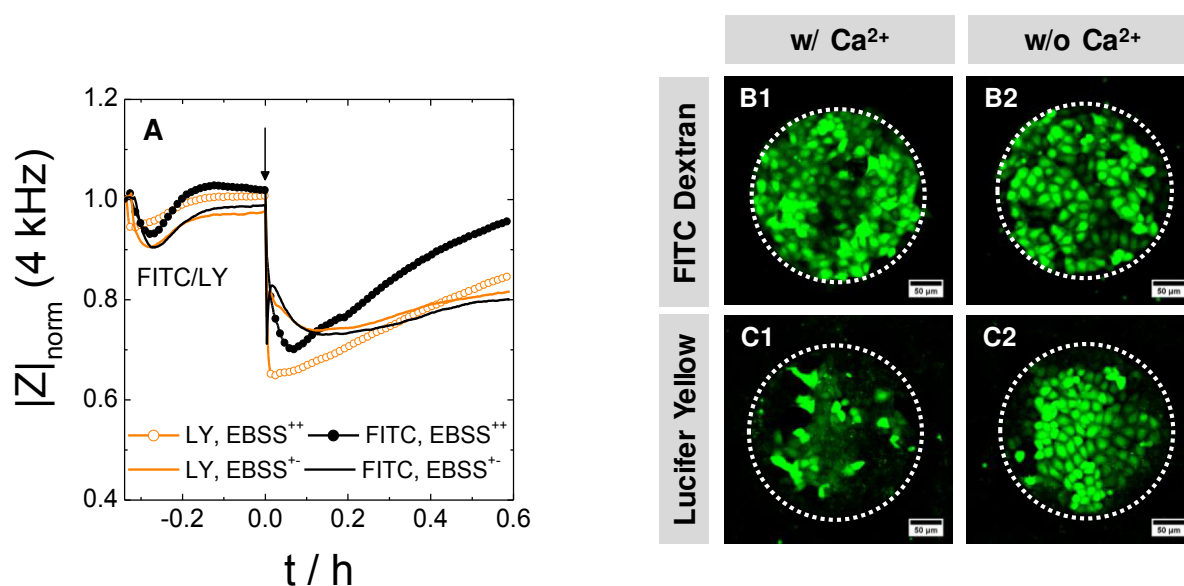 A
1.2
1.0
0.8
0.6
0.4
|Z|norm (4 kHz)
FITC/LY
LY, EBSS++
FITC, EBSS++
LY, EBSS+-
FITC, EBSS+-
-0.2
0.0
0.2
0.4
0.6
t / h
w/ Ca2+
w/o Ca2+
FITC Dextran
B1
50 µm
B2
50 µm
Lucifer Yellow
C1
50 µm
C2
50 µm